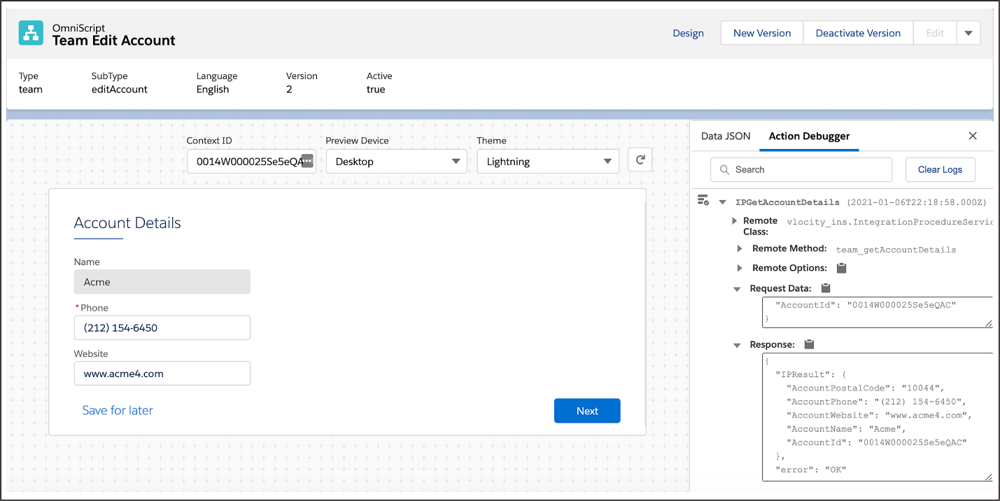 OmniScript
Team Edit Account
Design
New Version
Deactivate Version
Edit
Type
SubType
Language
Version
Active
team
editAccount
English
2
true
Context ID
Preview Device
Theme
0014W000025Se5eQA
Desktop
Lightning
Account Details
Name
Acme
*Phone
(212) 154-6450
Website
www.acme4.com
Save for later
Next
Data JSON
Action Debugger
Search
Clear Logs
IPGetAccountDetails (2021-01-06T22:18:58.000Z)
Remote Class: vlocity_ins.IntegrationProcedureServic
Remote Method: team_getAccountDetails
Remote Options:
Request Data:
"AccountId": "0014W000025Se5eQAC"
}
Response:
{
"IPResult": {
"AccountPostalCode": "10044",
"AccountPhone": "(212) 154-6450",
"AccountWebsite": "www.acme4.com",
"AccountName": "Acme",
"AccountId": "0014W000025Se5eQAC"
},
"error": "OK"